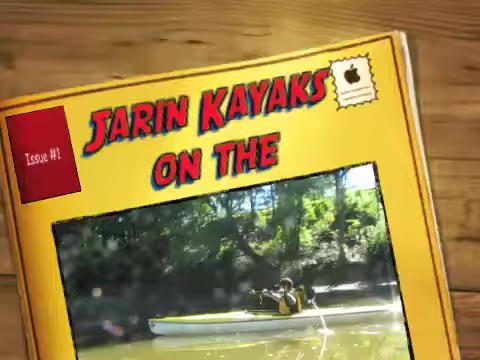 JARIN KAYAKS
ON THE
Issue #1